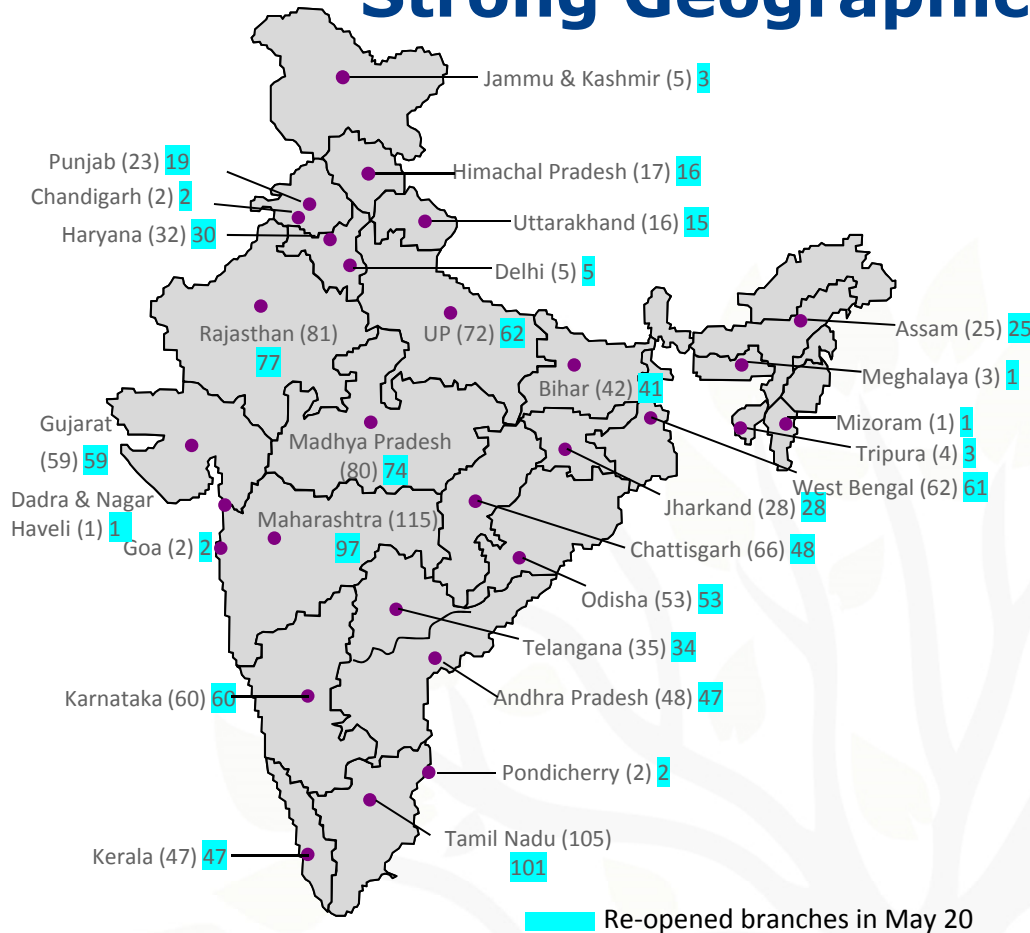 Strong Geographic
Jammu & Kashmir (5) 3
Punjab (23) 19
Himachal Pradesh (17) 16
Chandigarh (2) 2
Uttarakhand (16) 15
Haryana (32) 30
Delhi (5) 5
Rajasthan (81)
77
UP (72) 62
Assam (25) 25
Bihar (42) 41
Meghalaya (3) 1
Gujarat
(59) 59
Madhya Pradesh
(80) 74
Mizoram (1) 1
Tripura (4) 3
West Bengal (62) 61
Dadra & Nagar
Haveli (1) 1
Jharkand (28) 28
Goa (2) 2
Maharashtra (115)
97
Chattisgarh (66) 48
Odisha (53) 53
Telangana (35) 34
Karnataka (60) 60
Andhra Pradesh (48) 47
Pondicherry (2) 2
Tamil Nadu (105)
101
Kerala (47) 47
Re-opened branches in May 20